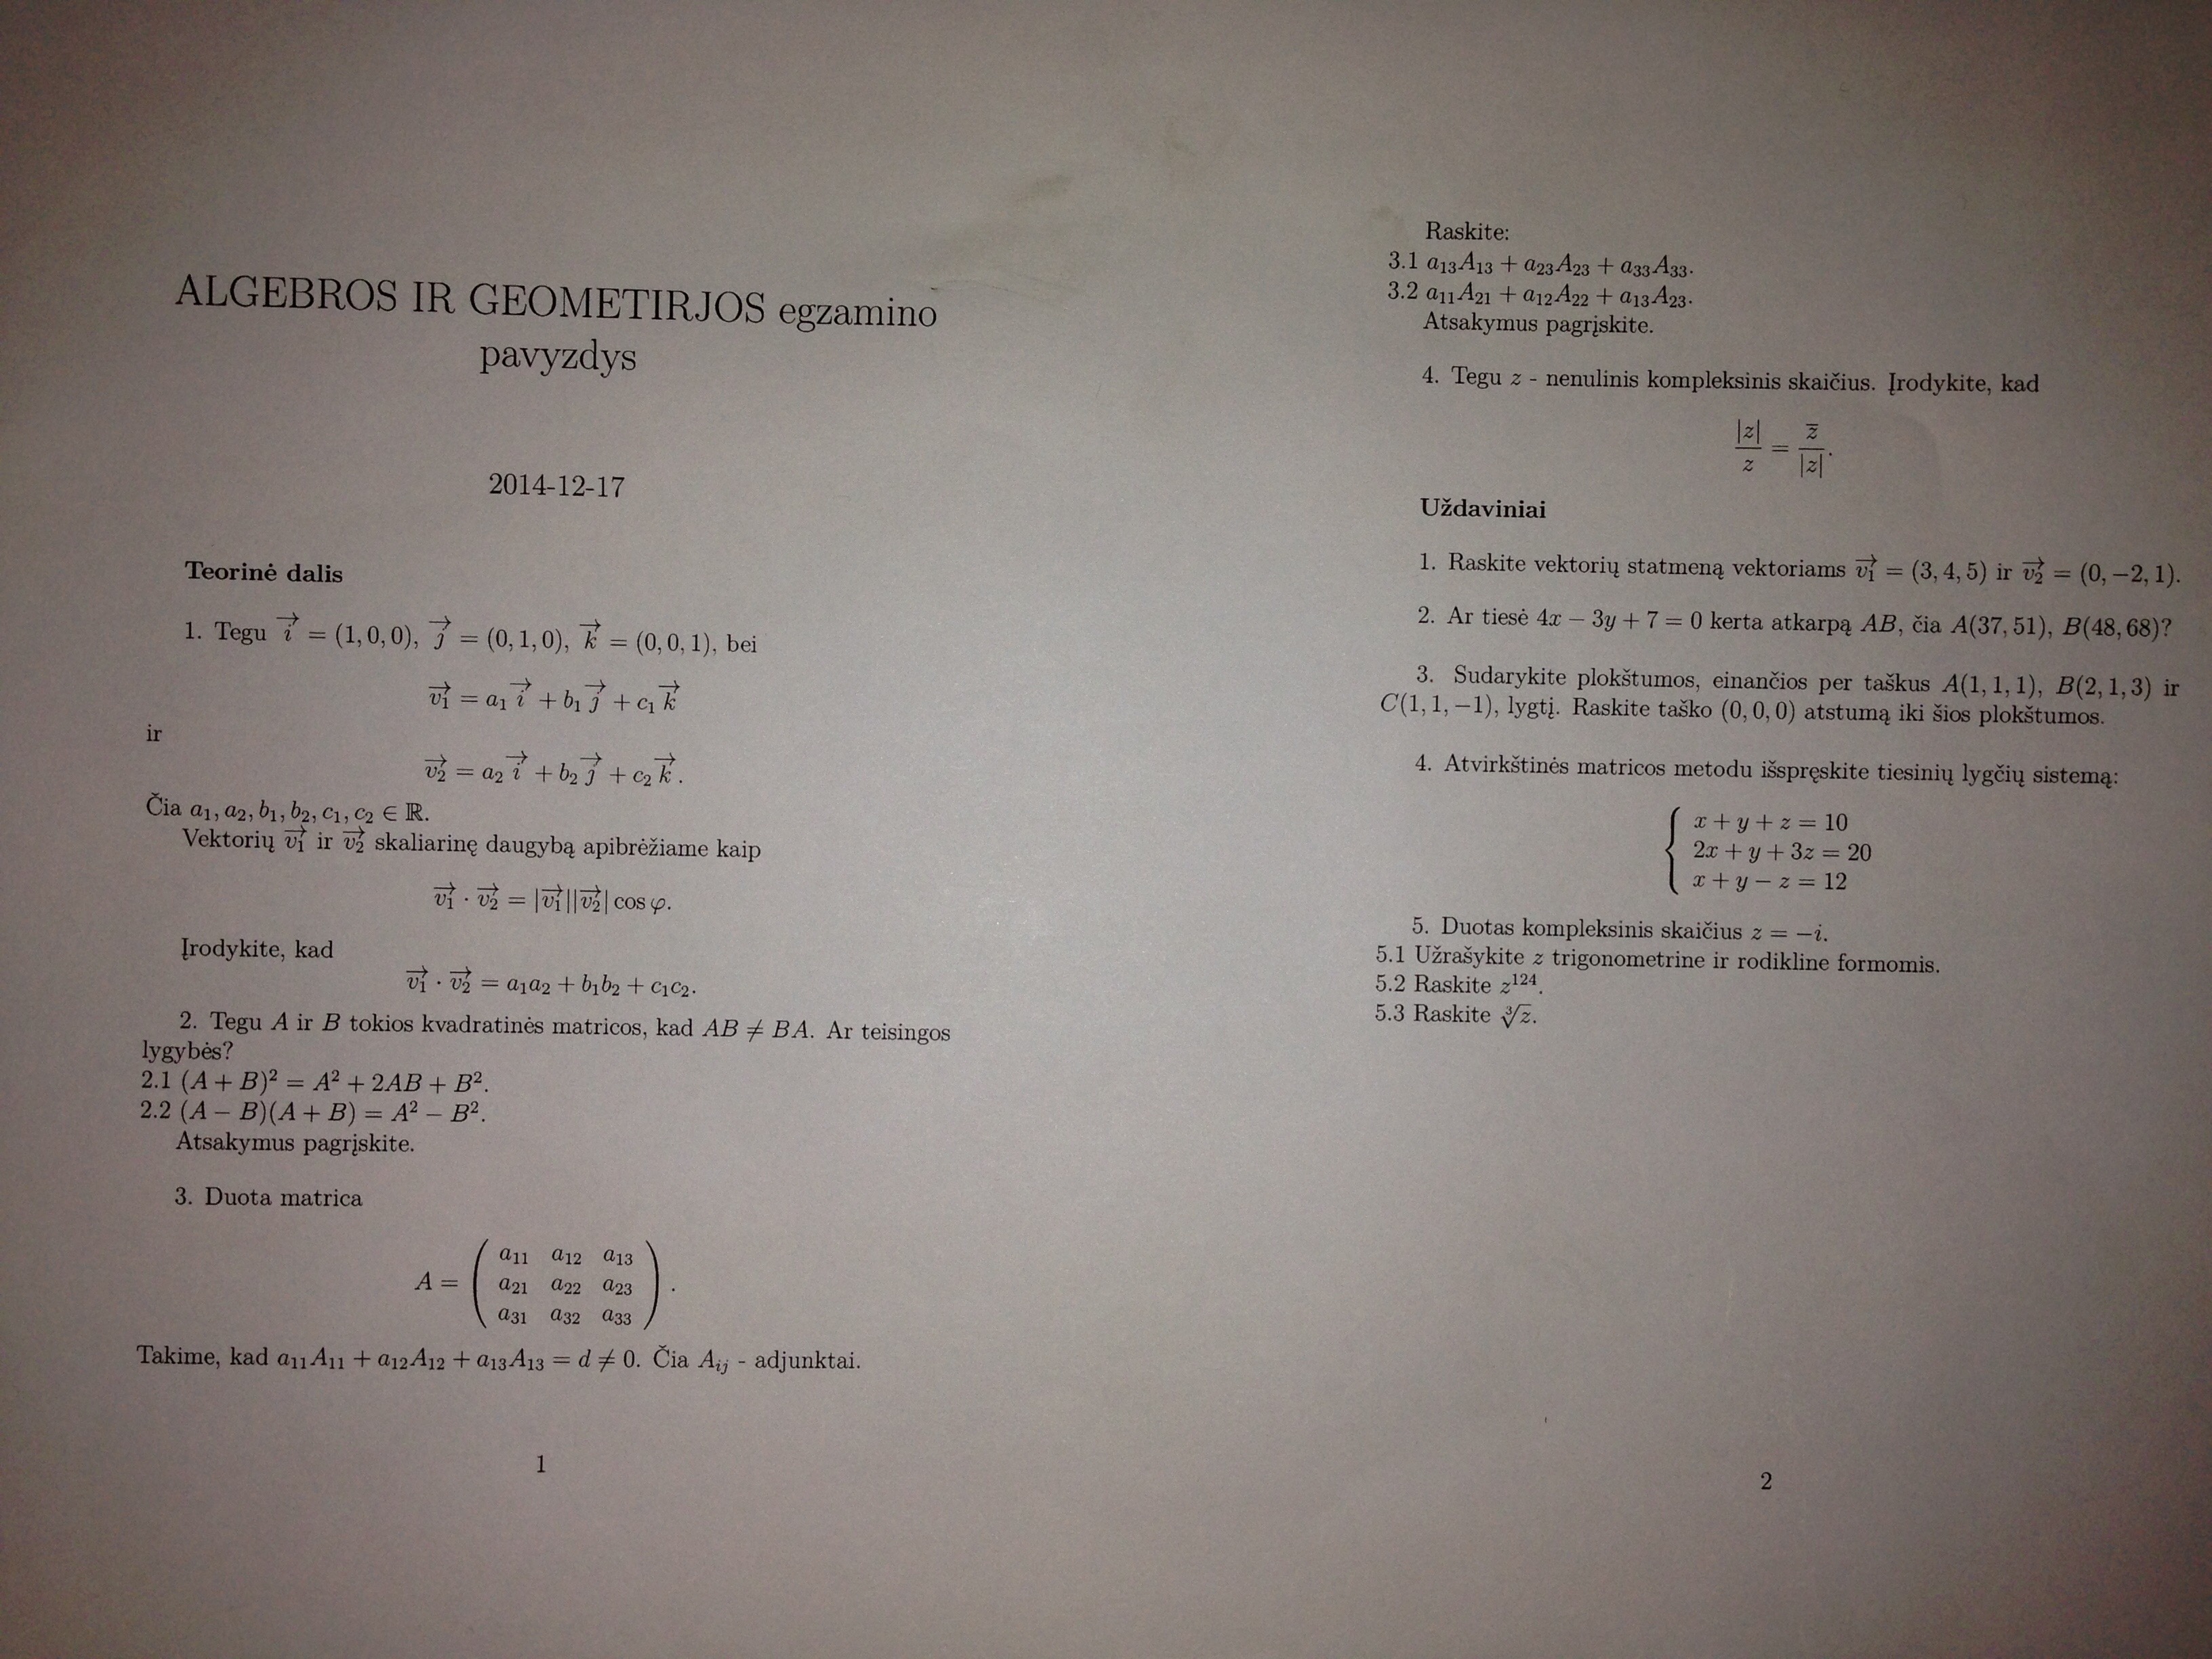 ALGEBROS IR GEOMETIRJOS egzamino
pavyzdys
2014-12-17
Teorinė dalis
1. Tegu $\vec{i} = (1, 0, 0)$, $\vec{j} = (0, 1, 0)$, $\vec{k} = (0, 0, 1)$, bei
$\vec{v_1} = a_1\vec{i} + b_1\vec{j} + c_1\vec{k}$
ir
$\vec{v_2} = a_2\vec{i} + b_2\vec{j} + c_2\vec{k}.$
Čia $a_1, a_2, b_1, b_2, c_1, c_2 \in \mathbb{R}$.
Vektorių $\vec{v_1}$ ir $\vec{v_2}$ skaliarinę daugybą apibrėžiame kaip
$\vec{v_1} \cdot \vec{v_2} = |\vec{v_1}||\vec{v_2}| \cos \varphi.$
Įrodykite, kad
$\vec{v_1} \cdot \vec{v_2} = a_1a_2 + b_1b_2 + c_1c_2.$
2. Tegu $A$ ir $B$ tokios kvadratinės matricos, kad $AB \neq BA$. Ar teisingos
lygybės?
2.1 $(A + B)^2 = A^2 + 2AB + B^2$.
2.2 $(A - B)(A + B) = A^2 - B^2$.
Atsakymus pagrįskite.
3. Duota matrica
$A = \begin{pmatrix} a_{11} & a_{12} & a_{13} \\ a_{21} & a_{22} & a_{23} \\ a_{31} & a_{32} & a_{33} \end{pmatrix}.$
Takime, kad $a_{11}A_{11} + a_{12}A_{12} + a_{13}A_{13} = d \neq 0$. Čia $A_{ij}$ - adjunktai.
1
Raskite:
3.1 $a_{13}A_{13} + a_{23}A_{23} + a_{33}A_{33}$.
3.2 $a_{11}A_{21} + a_{12}A_{22} + a_{13}A_{23}$.
Atsakymus pagrįskite.
4. Tegu $z$ - nenulinis kompleksinis skaičius. Įrodykite, kad
$\frac{|z|}{z} = \frac{\overline{z}}{|z|}.$
Uždaviniai
1. Raskite vektorių statmeną vektoriams $\vec{v_1} = (3, 4, 5)$ ir $\vec{v_2} = (0, -2, 1)$.
2. Ar tiesė $4x - 3y + 7 = 0$ kerta atkarpą $AB$, čia $A(37, 51)$, $B(48, 68)$?
3. Sudarykite plokštumos, einančios per taškus $A(1, 1, 1)$, $B(2, 1, 3)$ ir
$C(1, 1, -1)$, lygtį. Raskite taško $(0, 0, 0)$ atstumą iki šios plokštumos.
4. Atvirkštinės matricos metodu išspręskite tiesinių lygčių sistemą:
$x + y + z = 10$
$2x + y + 3z = 20$
$x + y - z = 12$
5. Duotas kompleksinis skaičius $z = -i$.
5.1 Užrašykite $z$ trigonometrine ir rodikline formomis.
5.2 Raskite $z^{124}$.
5.3 Raskite $\sqrt[3]{z}$.
2